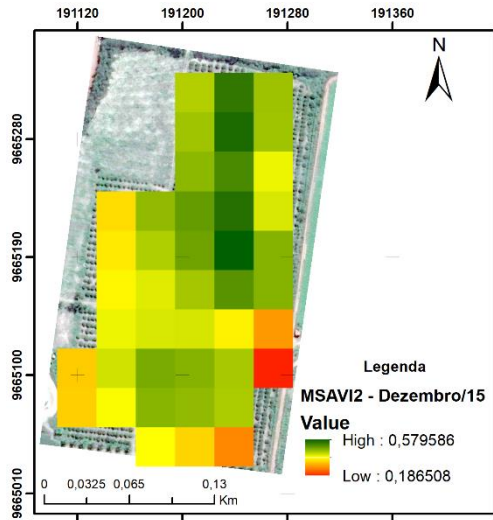 191120 191200 191280 191360
N
9665280
9665190
9665100
9665010
Legenda
MSAVI2 - Dezembro/15
Value
High : 0,579586
Low : 0,186508
0 0,0325 0,065 0,13
Km